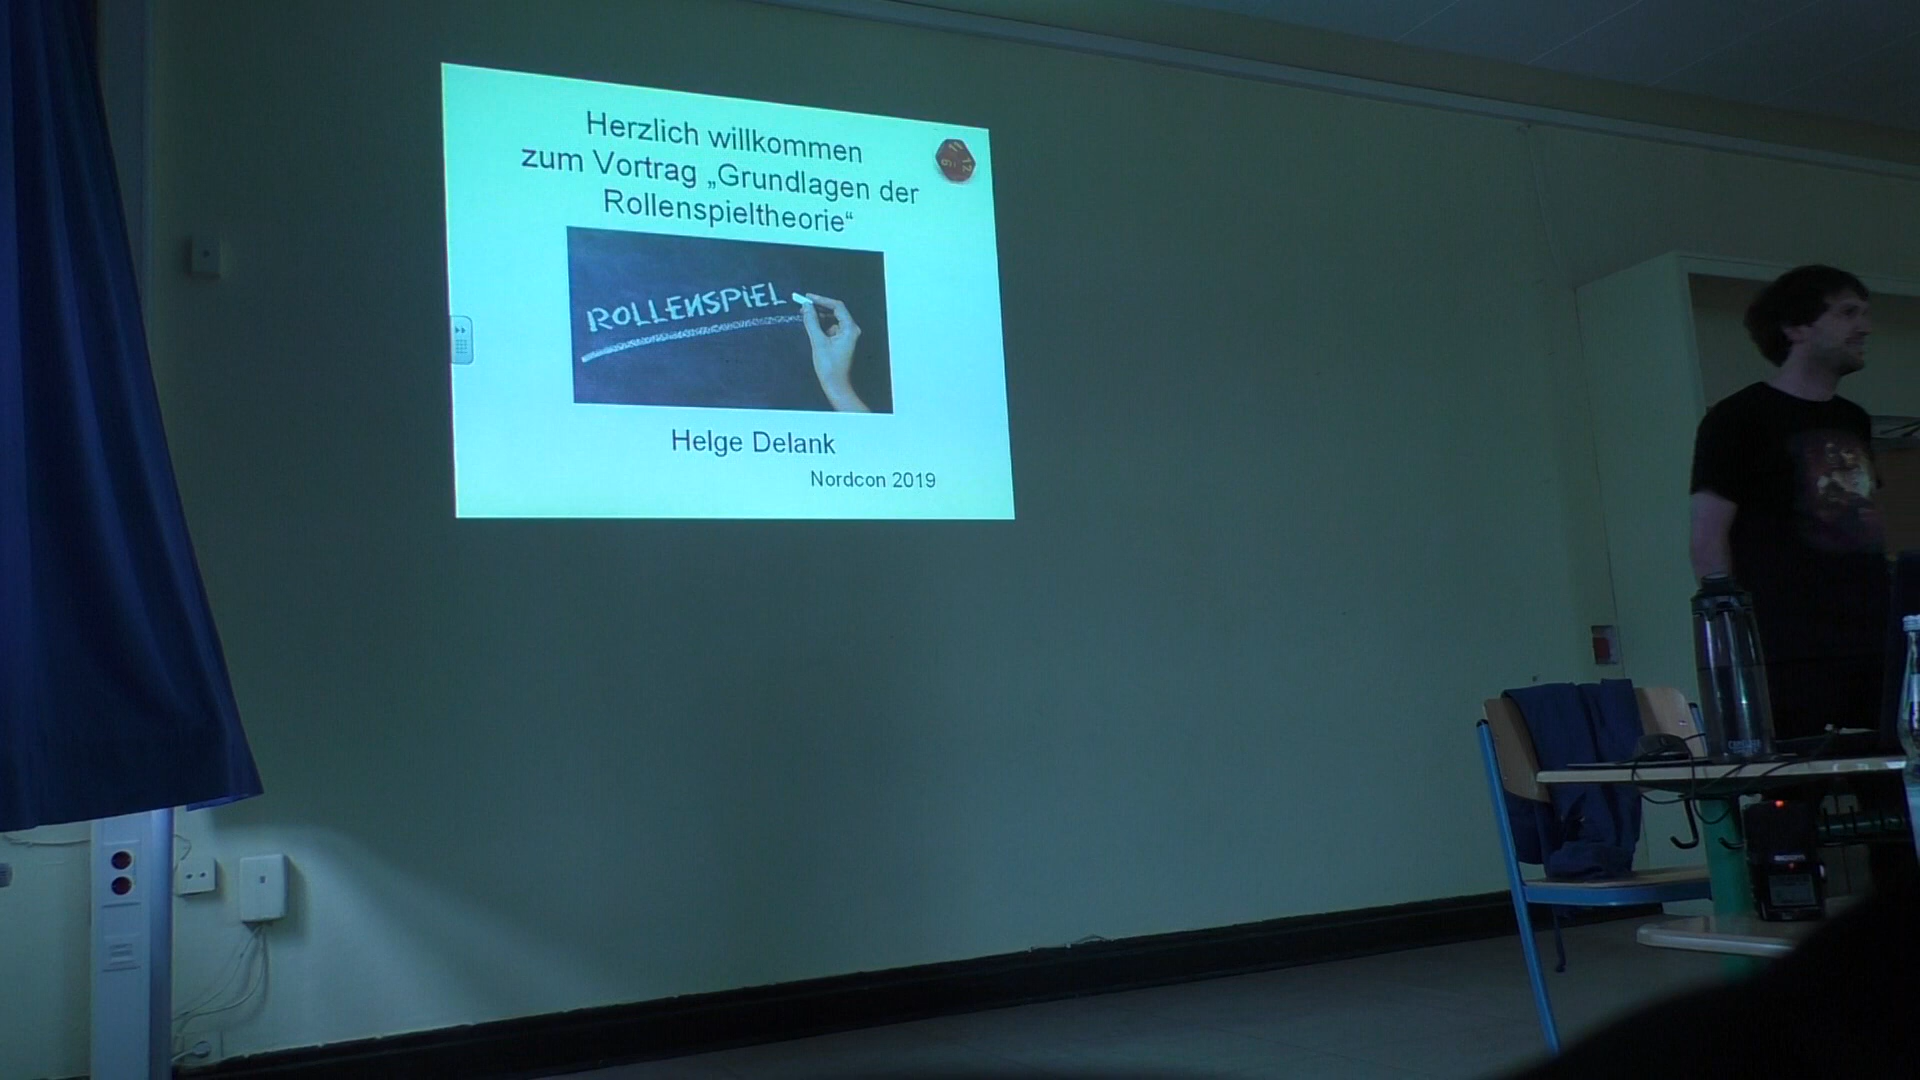 Herzlich willkommen
zum Vortrag „Grundlagen der
Rollenspieltheorie“
ROLLENSPiEL
Helge Delank
Nordcon 2019